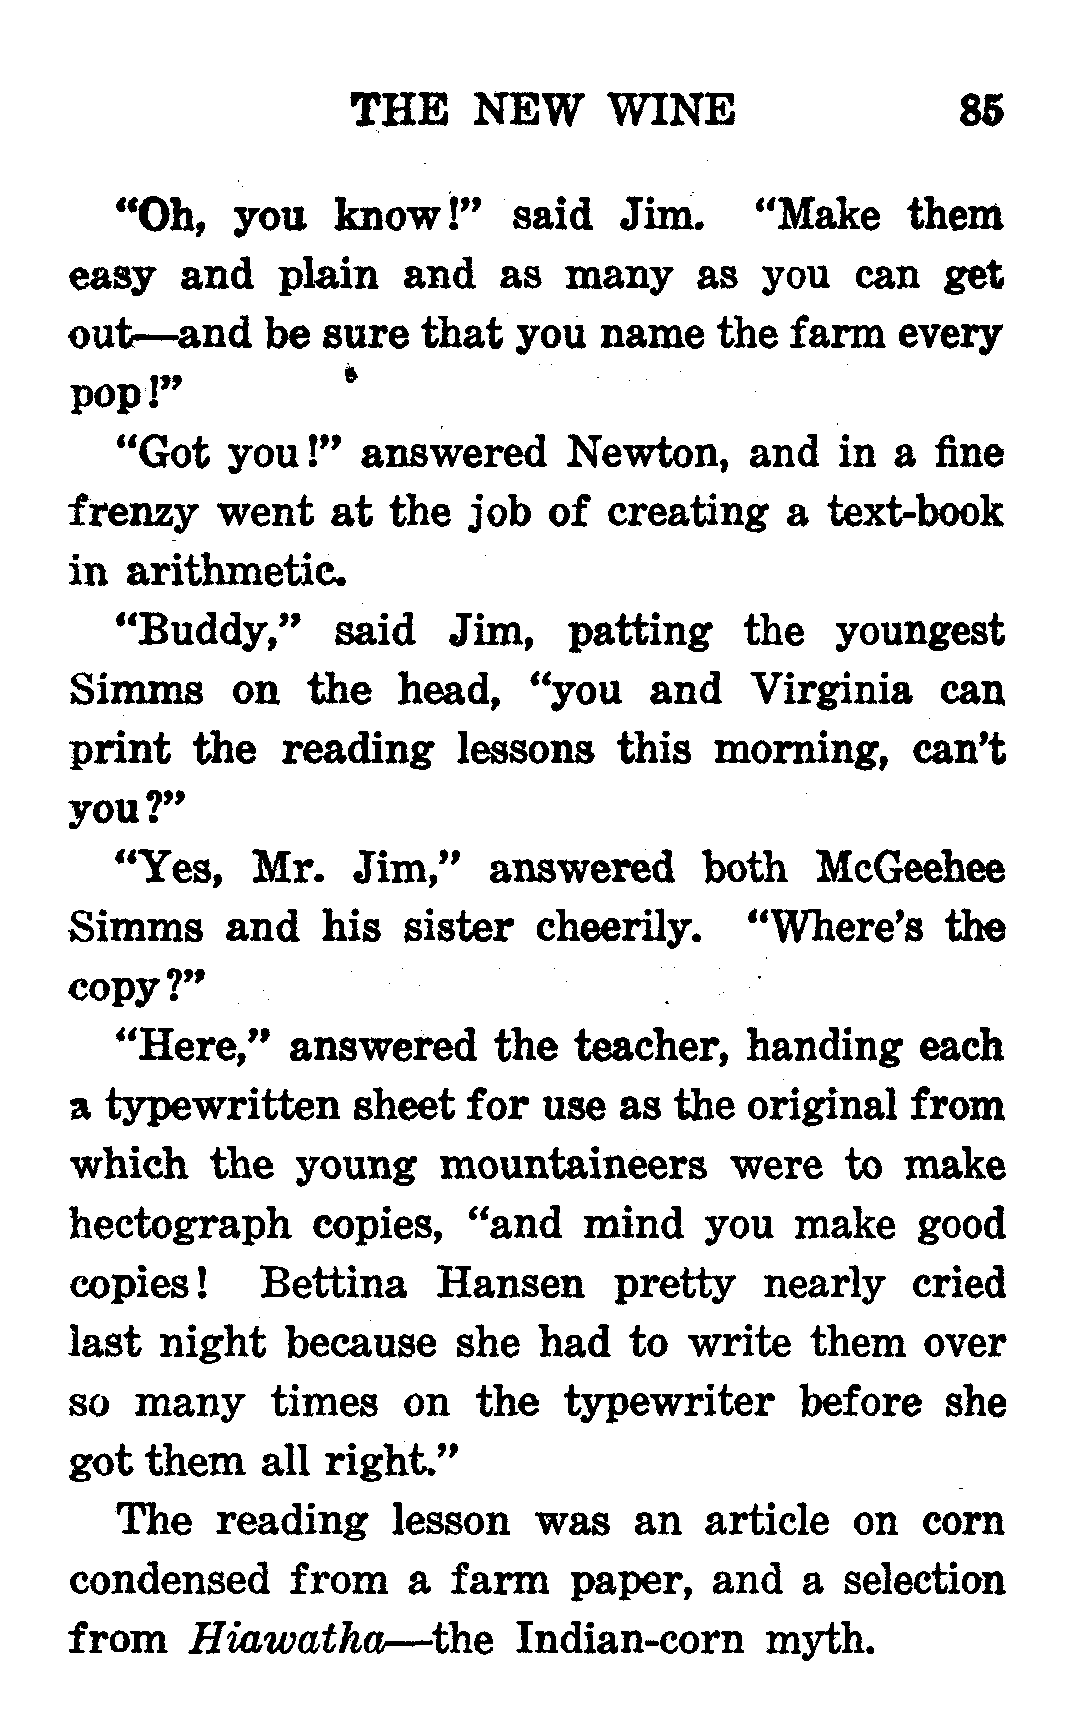 THE NEW WINE 85
“Oh, you know!” said Jim. “Make them
easy and plain and as many as you can get
out—and be sure that you name the farm every
pop!”
“Got you!” answered Newton, and in a fine
frenzy went at the job of creating a text-book
in arithmetic.
“Buddy,” said Jim, patting the youngest
Simms on the head, “you and Virginia can
print the reading lessons this morning, can’t
you?”
“Yes, Mr. Jim,” answered both McGeehee
Simms and his sister cheerily. “Where’s the
copy?”
“Here,” answered the teacher, handing each
a typewritten sheet for use as the original from
which the young mountaineers were to make
hectograph copies, “and mind you make good
copies! Bettina Hansen pretty nearly cried
last night because she had to write them over
so many times on the typewriter before she
got them all right.”
The reading lesson was an article on corn
condensed from a farm paper, and a selection
from Hiawatha—the Indian-corn myth.